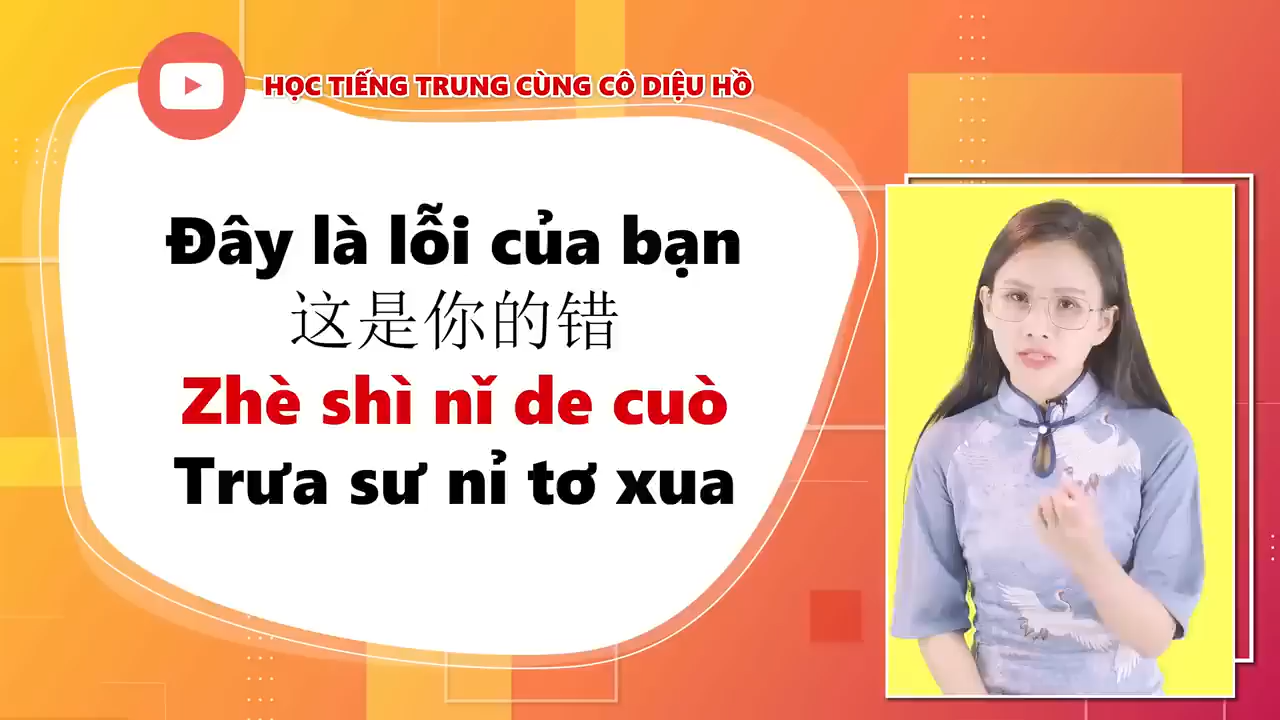 HỌC TIẾNG TRUNG CÙNG CÔ DIỆU HỒ
Đây là lỗi của bạn
这是你的错
Zhè shì nǐ de cuò
Trưa sư nỉ tơ xua